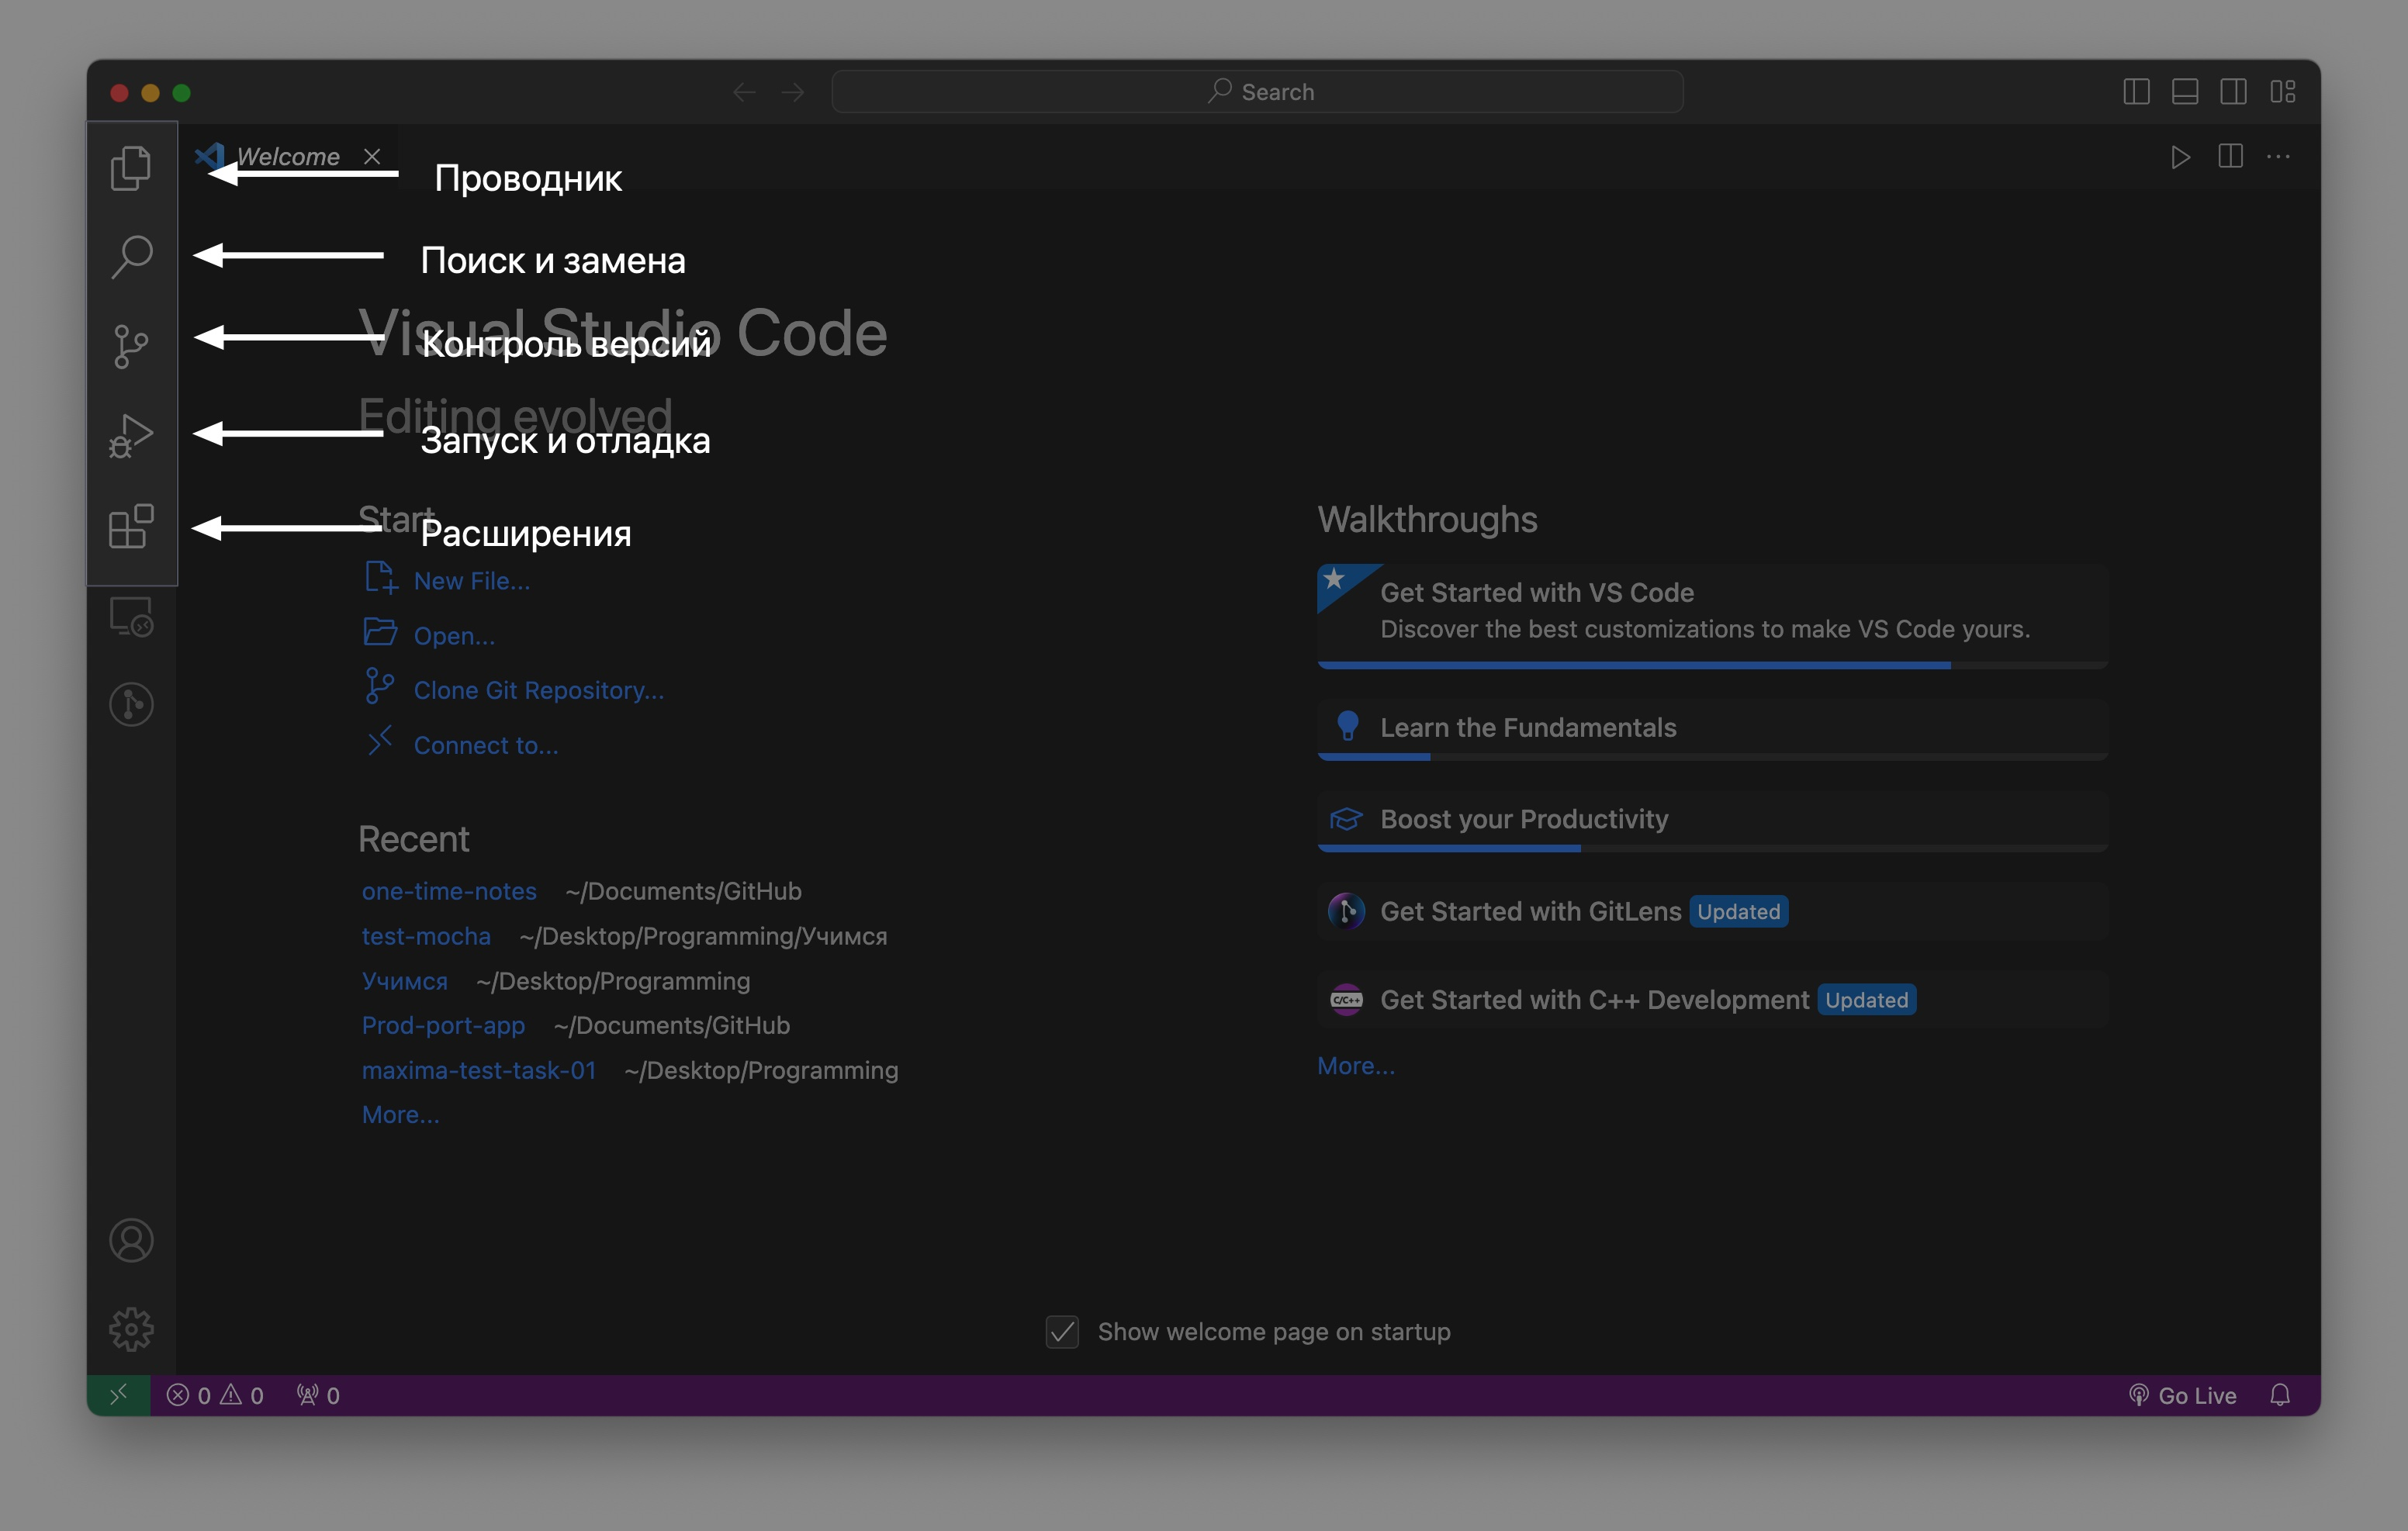 Search
Welcome
Проводник
Поиск и замена
Visual Studio Code
Контроль версий
Editing evolved
Запуск и отладка
Start
Расширения
New File...
Open...
Clone Git Repository...
Connect to...
Recent
one-time-notes ~/Documents/GitHub
test-mocha ~/Desktop/Programming/Учимся
Учимся ~/Desktop/Programming
Prod-port-app ~/Documents/GitHub
maxima-test-task-01 ~/Desktop/Programming
More...
Walkthroughs
Get Started with VS Code
Discover the best customizations to make VS Code yours.
Learn the Fundamentals
Boost your Productivity
Get Started with GitLens Updated
C/C++ Get Started with C++ Development Updated
More...
Show welcome page on startup
0 0 0
Go Live